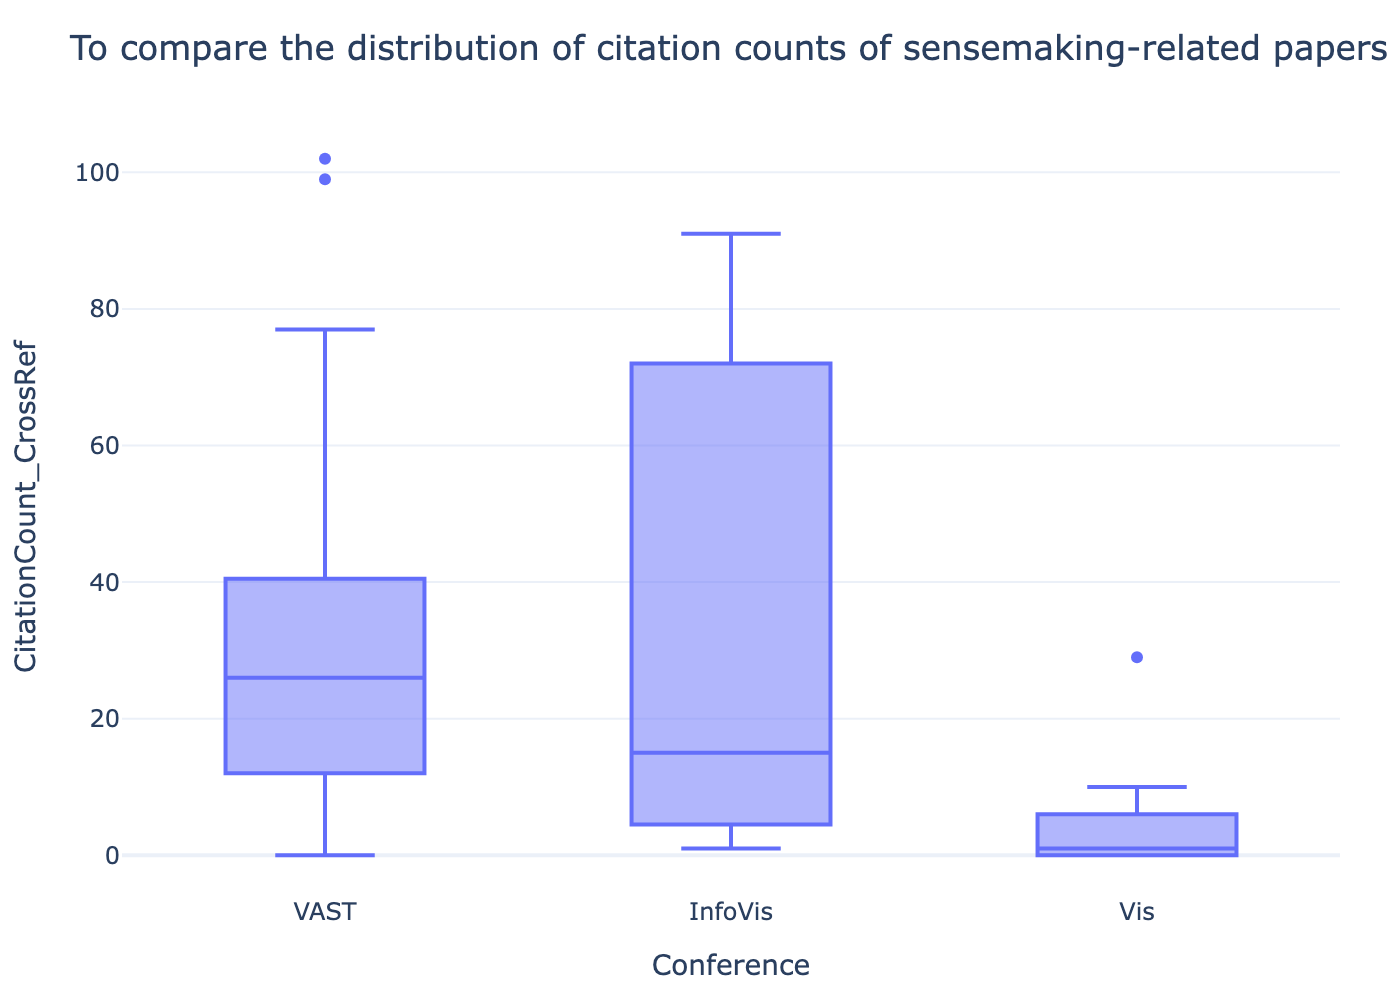 To compare the distribution of citation counts of sensemaking-related papers
CitationCount_CrossRef
100
80
60
40
20
0
VAST InfoVis Vis
Conference